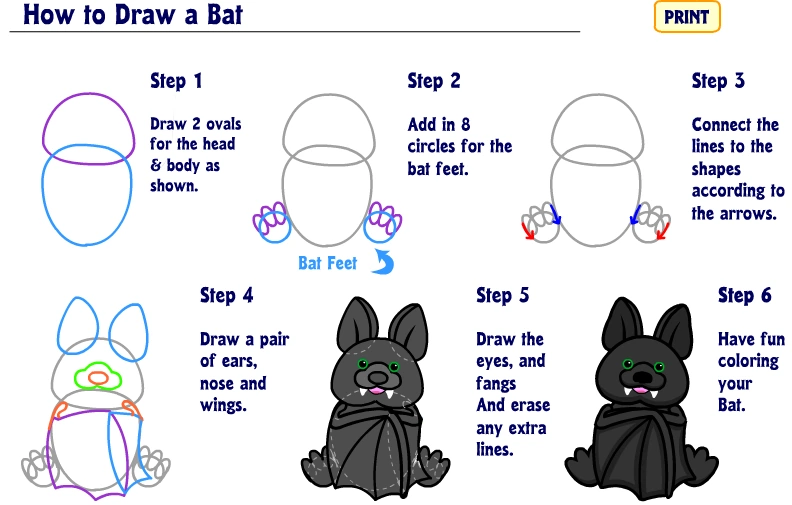 How to Draw a Bat
PRINT
Step 1
Draw 2 ovals
for the head
& body as
shown.
Step 2
Add in 8
circles for the
bat feet.
Bat Feet
Step 3
Connect the
lines to the
shapes
according to
the arrows.
Step 4
Draw a pair
of ears,
nose and
wings.
Step 5
Draw the
eyes, and
fangs
And erase
any extra
lines.
Step 6
Have fun
coloring
your
Bat.